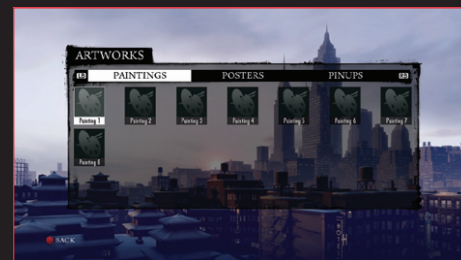 ARTWORKS
LB PAINTINGS POSTERS PINUPS RB
Painting 1 Painting 2 Painting 3 Painting 4 Painting 5 Painting 6 Painting 7
Painting 8
BACK